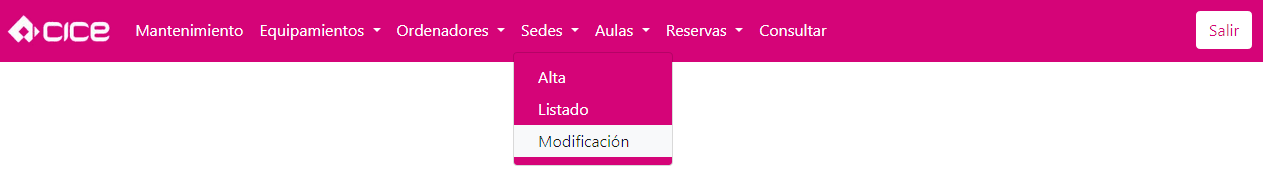 CICE Mantenimiento Equipamientos Ordenadores Sedes Aulas Reservas Consultar Salir
Alta
Listado
Modificación